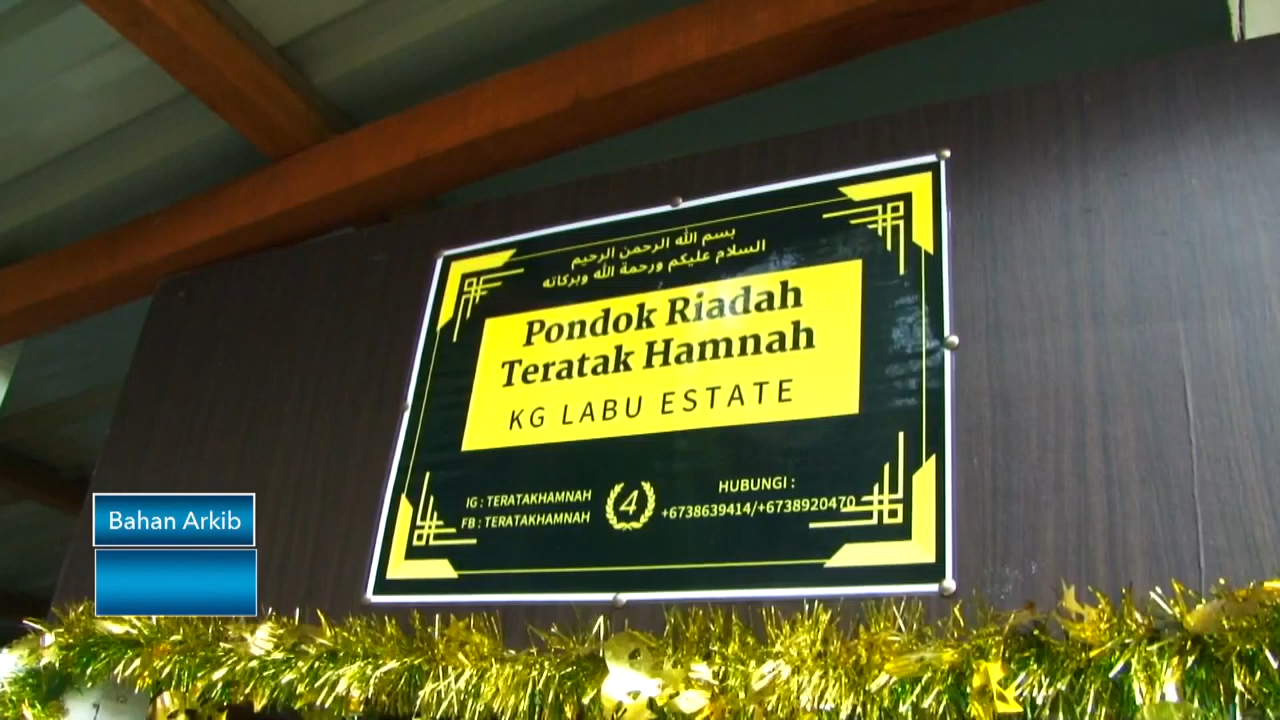 بسم الله الرحمن الرحيم
السلام عليكم ورحمة الله وبركاته
Pondok Riadah
Teratak Hamnah
KG LABU ESTATE
IG : TERATAKHAMNAH
FB : TERATAKHAMNAH
4
HUBUNGI :
+6738639414/+6738920470
Bahan Arkib